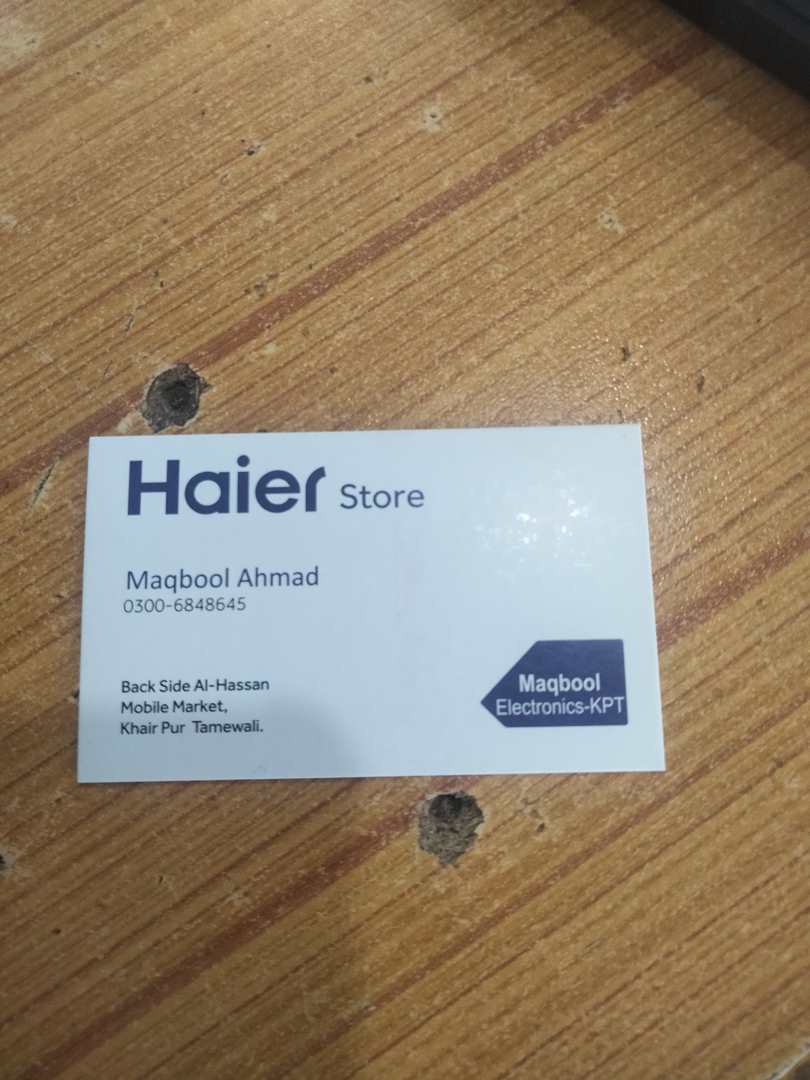 Haier Store
Maqbool Ahmad
0300-6848645
Back Side Al-Hassan
Mobile Market,
Khair Pur Tamewali.
Maqbool
Electronics-KPT